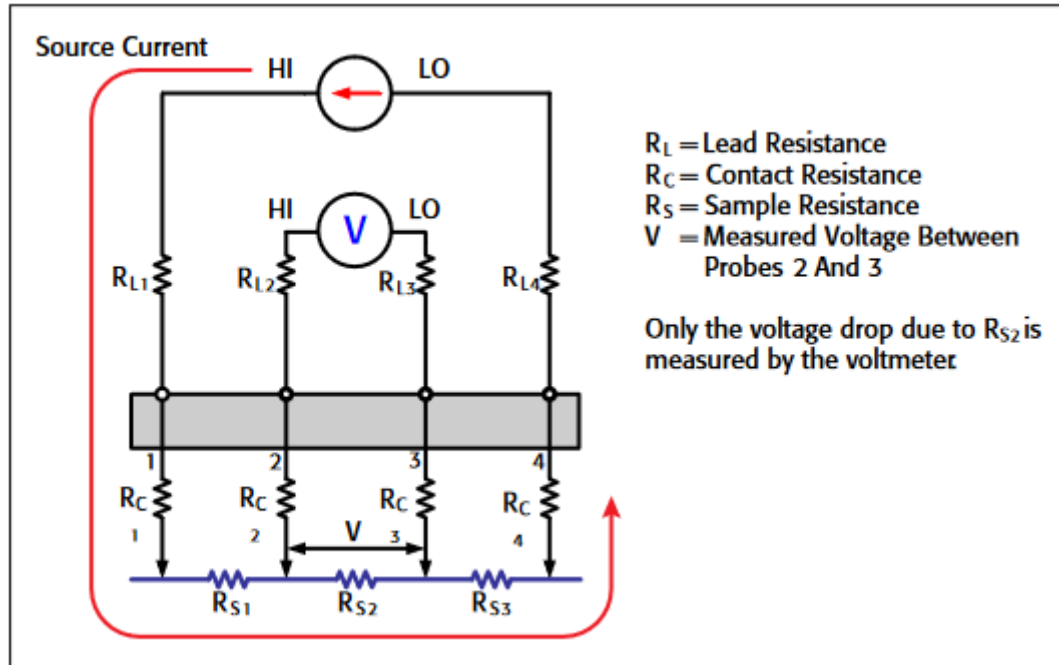 Source Current
HI
LO
HI
LO
V
RL1
RL2
RL3
RL4
RL = Lead Resistance
RC = Contact Resistance
RS = Sample Resistance
V = Measured Voltage Between
Probes 2 And 3
Only the voltage drop due to RS2 is
measured by the voltmeter.
1
2
3
4
RC
1
RC
2
V
RC
3
RC
4
RS1
RS2
RS3